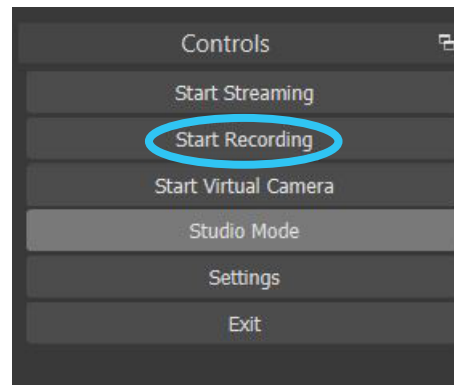 Controls
Start Streaming
Start Recording
Start Virtual Camera
Studio Mode
Settings
Exit